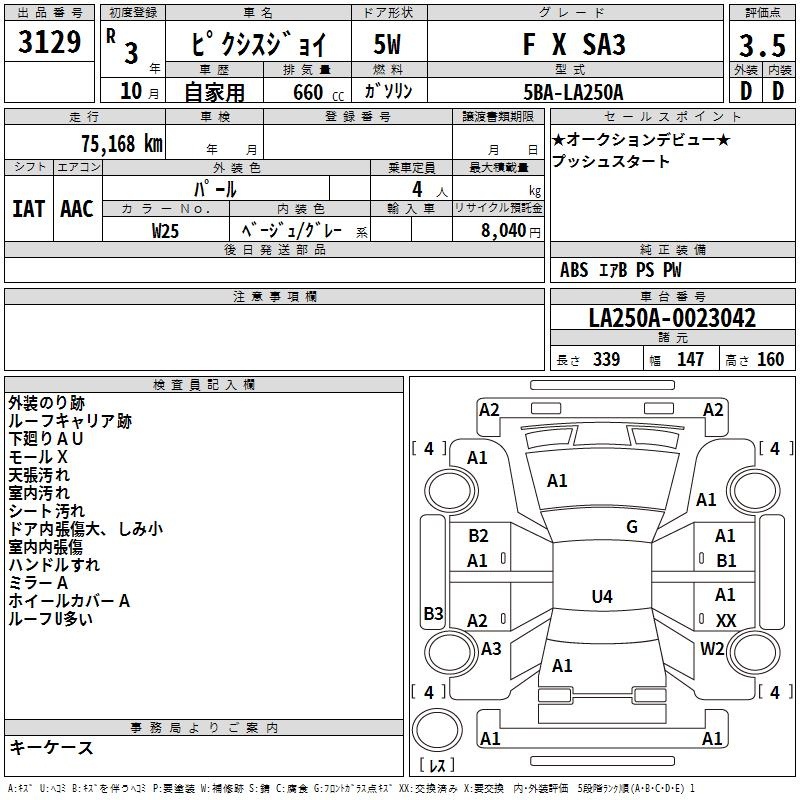 出品番号 初度登録 車名 ドア形状 グレード 評価点
3129 R 3 年 ﾋﾟｸｼｽｼﾞｮｲ 5W F X SA3 3.5
車歴 排気量 燃料 型式 外装 内装
10 月 自家用 660 CC ｶﾞｿﾘﾝ 5BA-LA250A D D
走行 車検 登録番号 譲渡書類期限 セールスポイント
75,168 km 年 月 月 日
★オークションデビュー★
プッシュスタート
シフト エアコン 外装色 乗車定員 最大積載量
IAT AAC ﾊﾟｰﾙ 4 人 kg
カラーNo. 内装色 輸入車 リサイクル預託金
W25 ﾍﾞｰｼﾞｭ/ｸﾞﾚｰ 系 8,040 円
後日発送部品 純正装備
ABS ｴｱB PS PW
注意事項欄 車台番号
LA250A-0023042
諸元
長さ 339 幅 147 高さ 160
検査員記入欄
外装のり跡
ルーフキャリア跡
下廻りAU
モールX
天張汚れ
室内汚れ
シート汚れ
ドア内張傷大、しみ小
室内内張傷
ハンドルすれ
ミラーA
ホイールカバーA
ルーフU多い
事務局よりご案内
キーケース
A2 A2
[ 4 ] A1 [ 4 ]
A1
A1
G
B2 A1
A1 B1
U4 A1
B3 A2 XX
A3 W2
A1
[ 4 ] [ 4 ]
A1 A1
[ ﾚｽ ]
A:ｷｽﾞ U:ﾍｺﾐ B:ｷｽﾞを伴うﾍｺﾐ P:要塗装 W:補修跡 S:錆 C:腐食 G:ﾌﾛﾝﾄｶﾞﾗｽ点ｷｽﾞ XX:交換済み X:要交換 内・外装評価 5段階ﾗﾝｸ順(A・B・C・D・E) 1